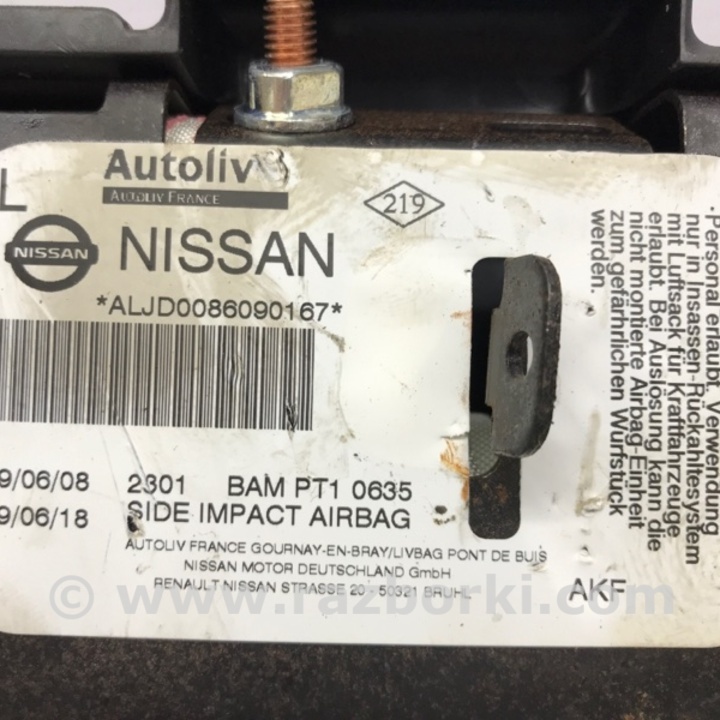 Autoliv
AUTOLIV FRANCE
219
L
NISSAN
NISSAN
*ALJD0086090167*
9/06/08 2301 BAM PT1 0635
9/06/18 SIDE IMPACT AIRBAG
AUTOLIV FRANCE GOURNAY-EN-BRAY/LIVBAG PONT DE BUIS
NISSAN MOTOR DEUTSCHLAND GmbH
RENAULT NISSAN STRASSE 20 - 50321 BRUHL
AKF
Personal erlaubt. Verwendung
nur in Insassen-Rückhaltesystem
mit Luftsack für Kraftfahrzeuge
erlaubt. Bei Auslösung kann die
nicht montierte Airbag-Einheit
zum gefährlichen Wurfstück
werden.
© www.razborki.com